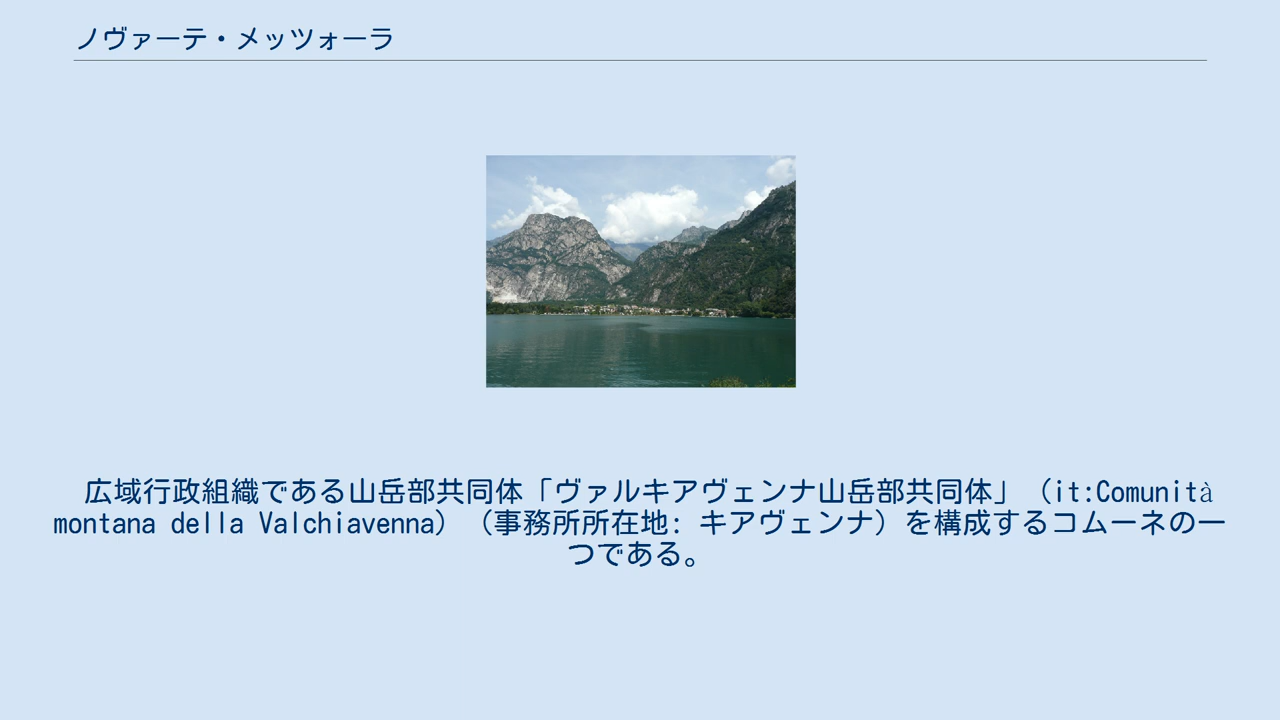 ノヴァーテ・メッツォーラ
広域行政組織である山岳部共同体「ヴァルキアヴェンナ山岳部共同体」（it:Comunità
montana della Valchiavenna）（事務所所在地: キアヴェンナ）を構成するコムーネの一
つである。